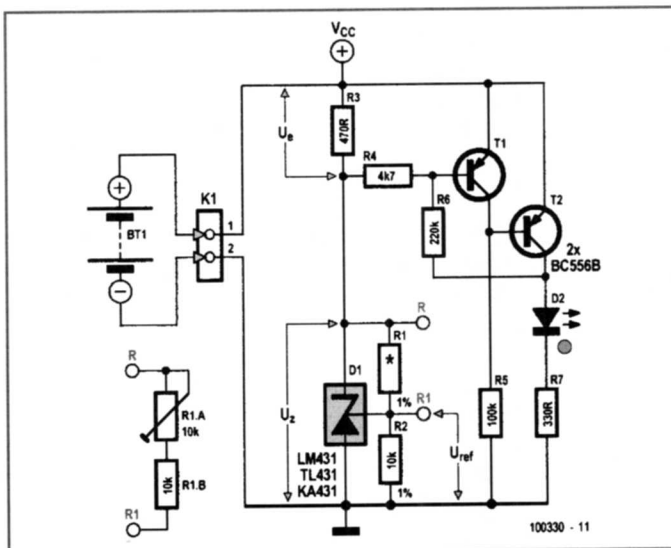 VCC
R3
470R
Ue
R4
4k7
T1
K1
1
2
BT1
R6
220k
T2
2x
BC556B
D2
R
R1
*
1%
D1
Uz
LM431
TL431
KA431
R1
R2
10k
1%
Uref
R5
100k
R7
330R
R
R1.A
10k
10k
R1.B
R1
100330 - 11